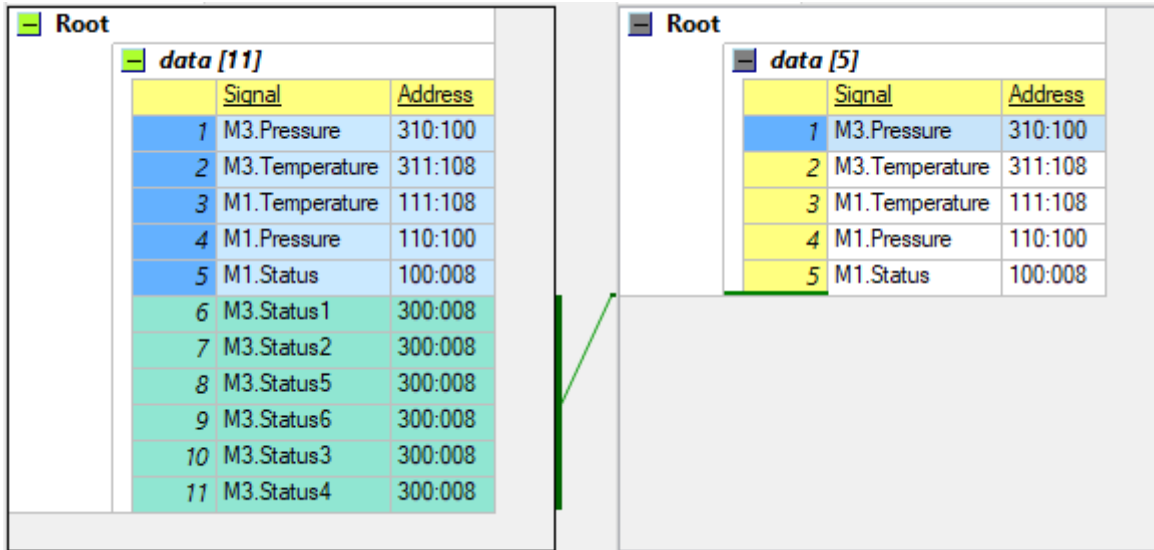 Root
data [11]
Signal Address
1 M3.Pressure 310:100
2 M3.Temperature 311:108
3 M1.Temperature 111:108
4 M1.Pressure 110:100
5 M1.Status 100:008
6 M3.Status1 300:008
7 M3.Status2 300:008
8 M3.Status5 300:008
9 M3.Status6 300:008
10 M3.Status3 300:008
11 M3.Status4 300:008
Root
data [5]
Signal Address
1 M3.Pressure 310:100
2 M3.Temperature 311:108
3 M1.Temperature 111:108
4 M1.Pressure 110:100
5 M1.Status 100:008